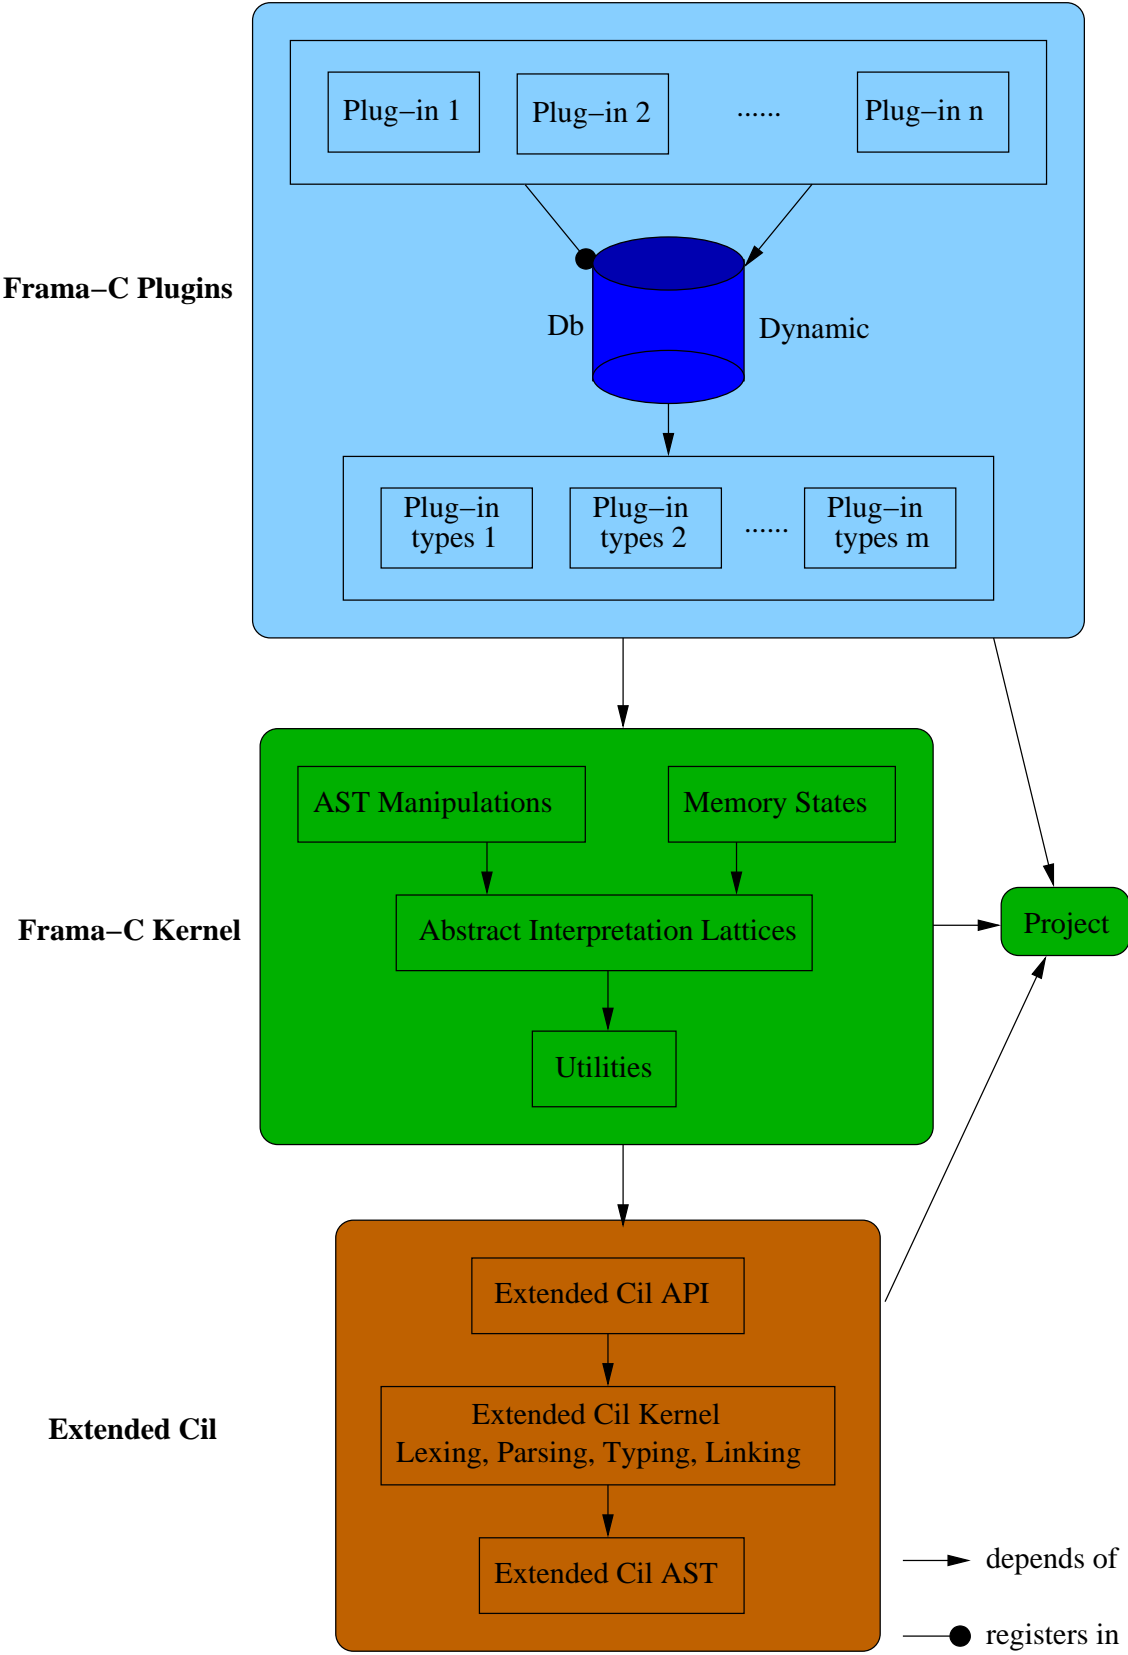 Plug−in 1
Plug−in 2
......
Plug−in n
Frama−C Plugins
Db
Dynamic
Plug−in
types 1
Plug−in
types 2
......
Plug−in
types m
AST Manipulations
Memory States
Frama−C Kernel
Abstract Interpretation Lattices
Project
Utilities
Extended Cil API
Extended Cil
Extended Cil Kernel
Lexing, Parsing, Typing, Linking
Extended Cil AST
depends of
registers in